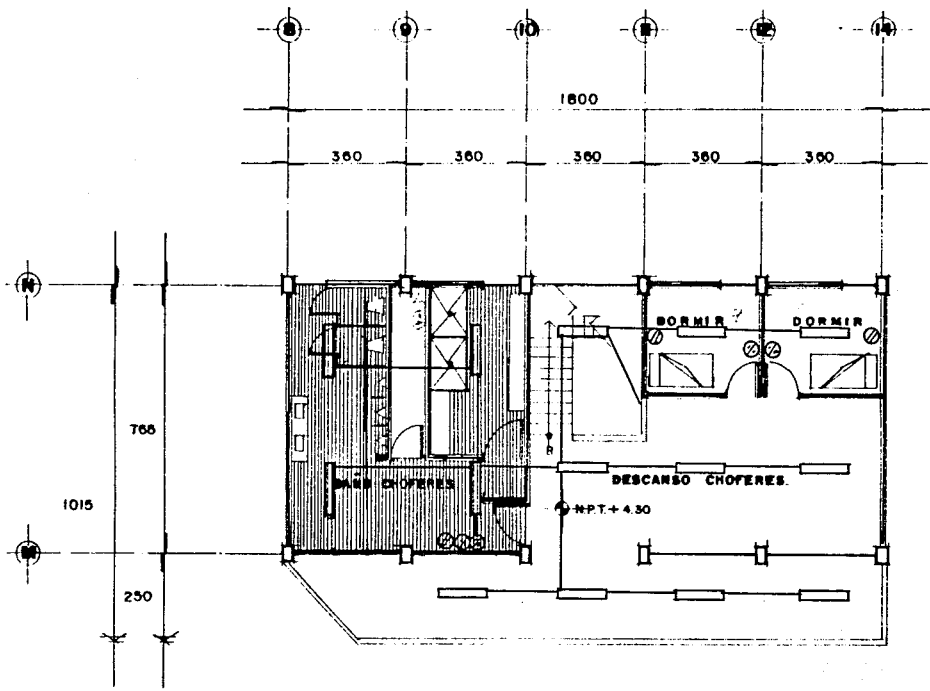 8 9 10 11 12 14
1800
360 360 360 360 360
N
DORMIR DORMIR
765
BAÑO CHOFERES DESCANSO CHOFERES.
1015
N.P.T.+ 4.30
M
250